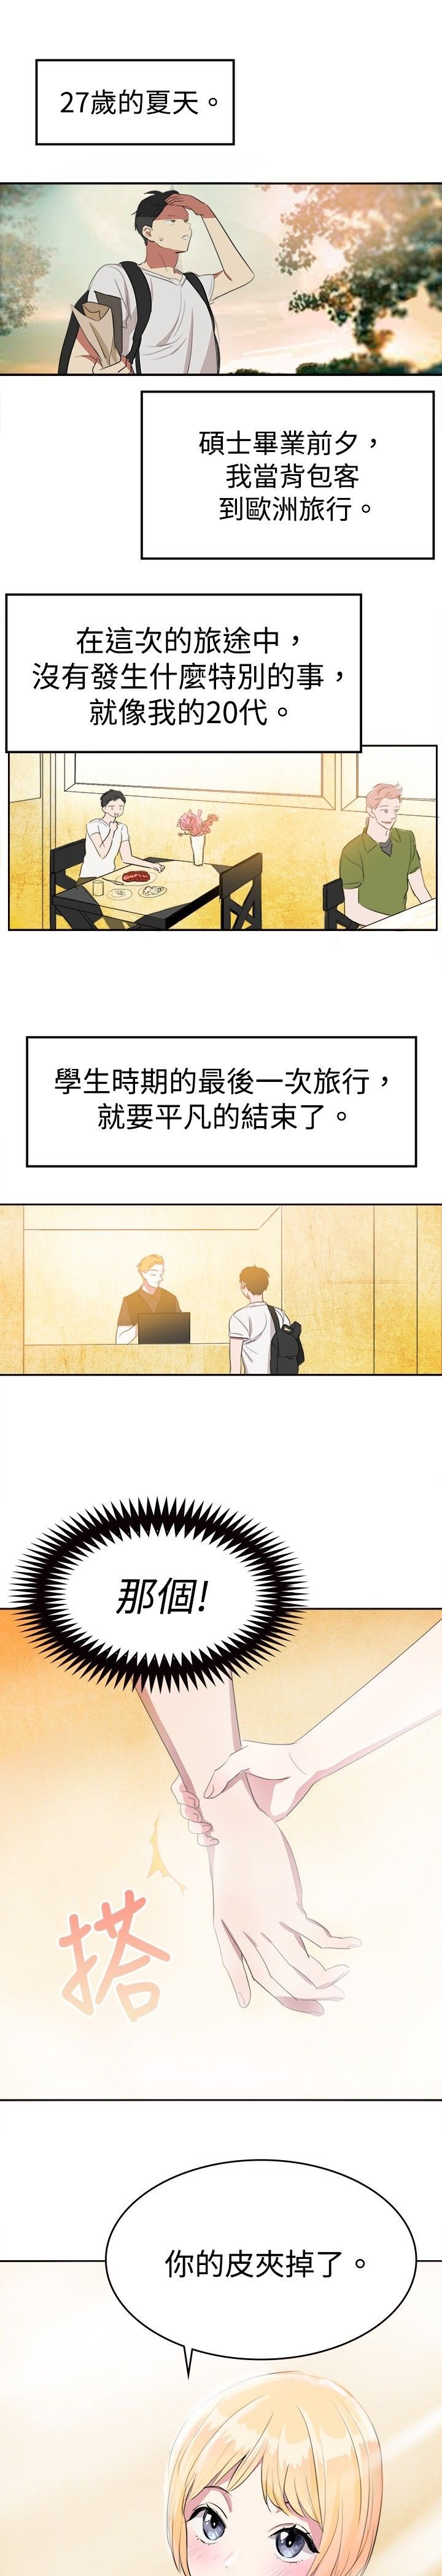 27歲的夏天。
碩士畢業前夕，
我當背包客
到歐洲旅行。
在這次的旅途中，
沒有發生什麼特別的事，
就像我的20代。
學生時期的最後一次旅行，
就要平凡的結束了。
那個!
搭
你的皮夾掉了。